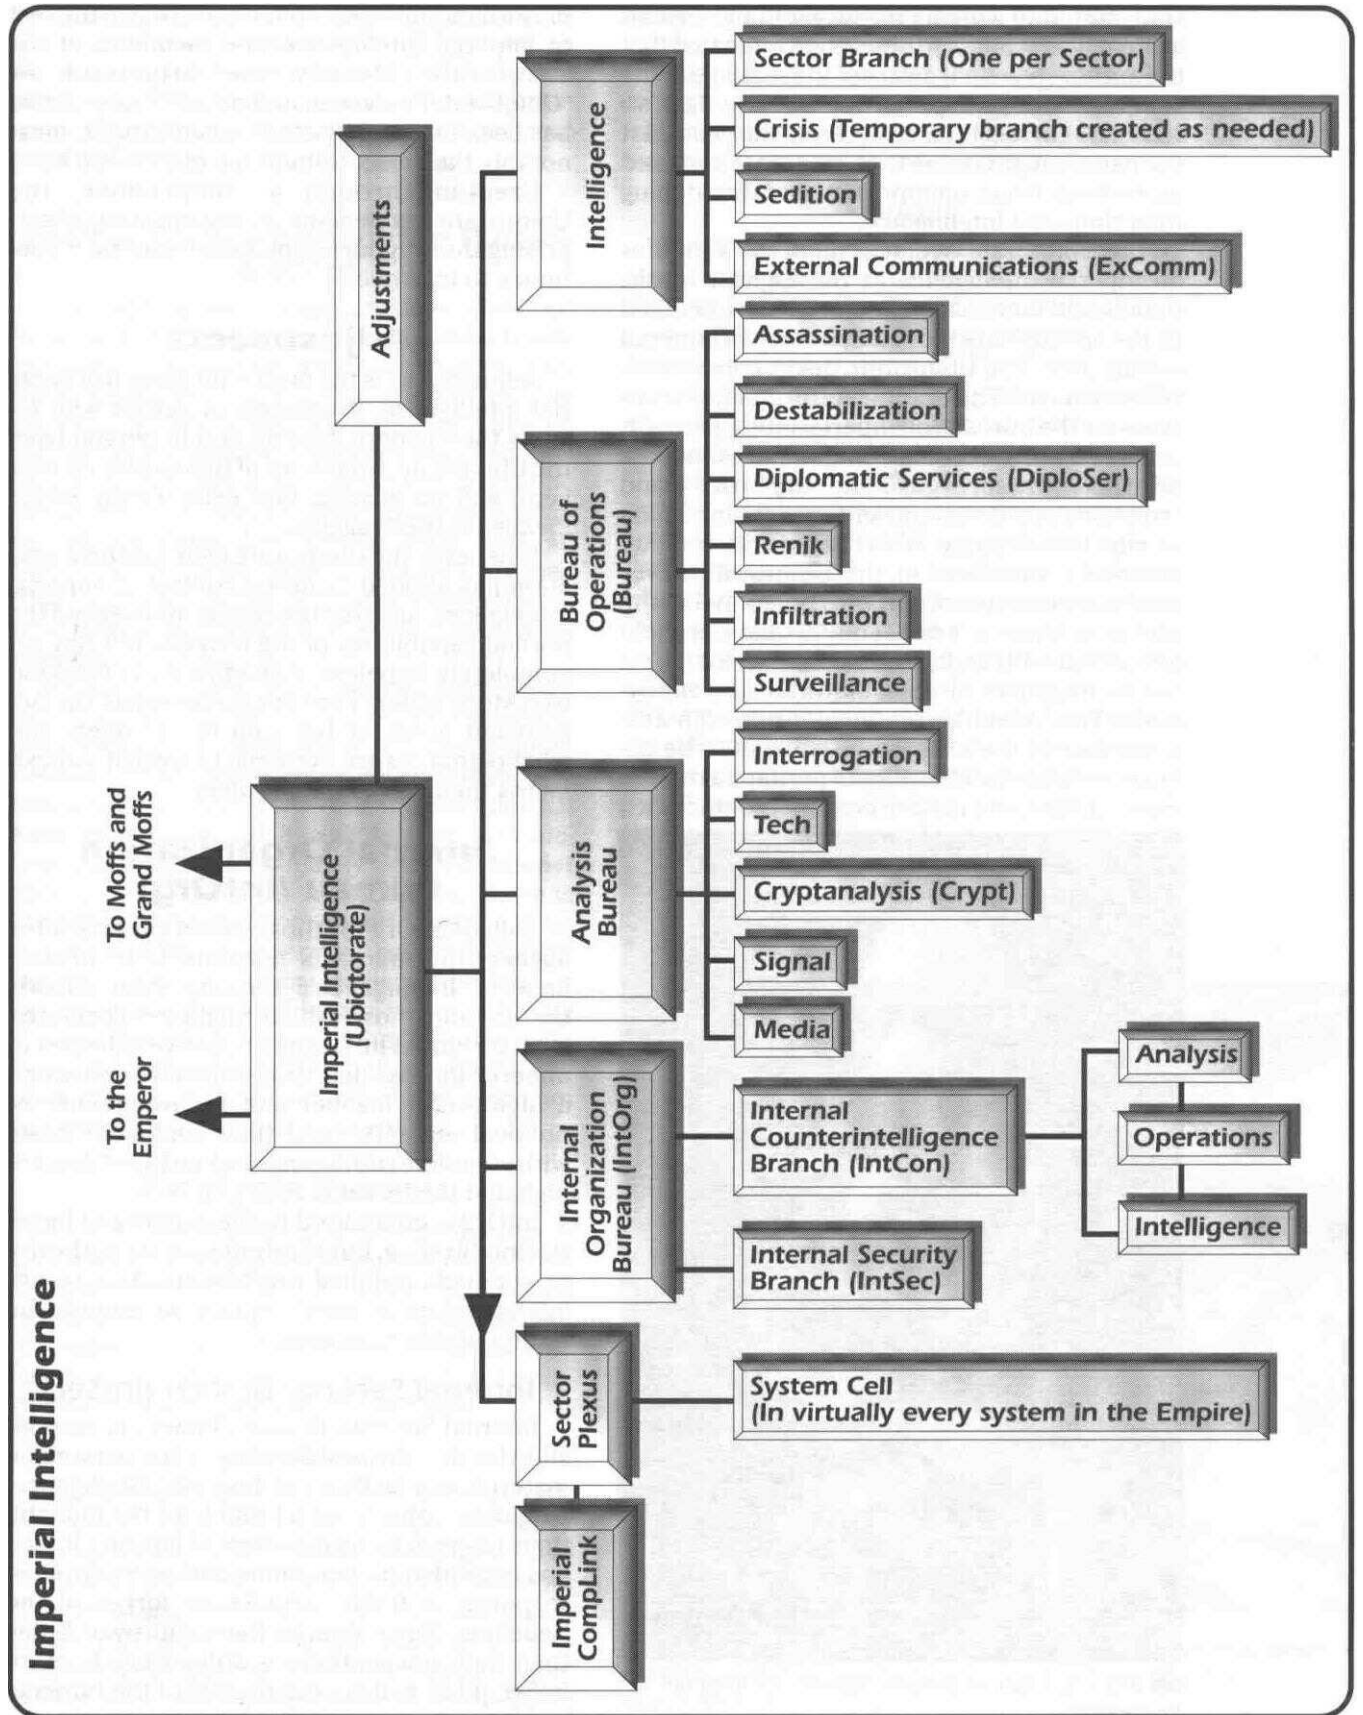 Imperial Intelligence
To the
Emperor
To Moffs and
Grand Moffs
Imperial Intelligence
(Ubiqtorate)
Adjustments
Imperial
CompLink
Sector
Plexus
Internal
Organization
Bureau (IntOrg)
Analysis
Bureau
Bureau of
Operations
(Bureau)
Intelligence
System Cell
(In virtually every system in the Empire)
Internal Security
Branch (IntSec)
Internal
Counterintelligence
Branch (IntCon)
Intelligence
Operations
Analysis
Media
Signal
Cryptanalysis (Crypt)
Tech
Interrogation
Surveillance
Infiltration
Renik
Diplomatic Services (DiploSer)
Destabilization
Assassination
External Communications (ExComm)
Sedition
Crisis (Temporary branch created as needed)
Sector Branch (One per Sector)